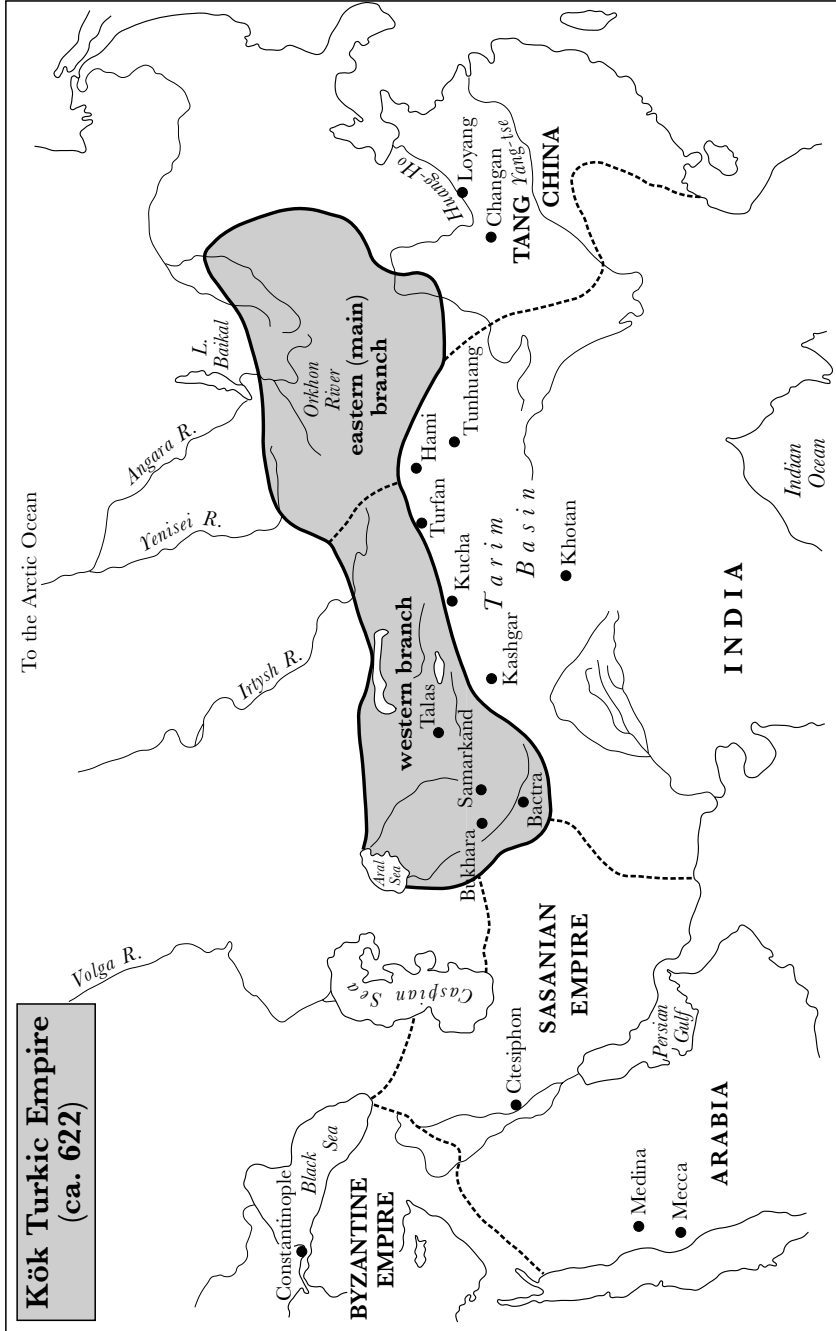 Kök Turkic Empire
(ca. 622)
To the Arctic Ocean
Volga R.
Irtysh R.
Yenisei R.
Angara R.
L.
Baikal
Orkhon
River
eastern (main)
branch
western branch
Talas
Aral
Sea
Caspian
Sea
Constantinople
Black
Sea
BYZANTINE
EMPIRE
Bukhara
Samarkand
Bactra
Kashgar
Kucha
Turfan
Hami
Tunhuang
Tarim
Basin
Khotan
Huang-Ho
Loyang
Changan
TANG
Yang-tse
CHINA
SASANIAN
EMPIRE
Ctesiphon
Persian
Gulf
Medina
Mecca
ARABIA
INDIA
Indian
Ocean